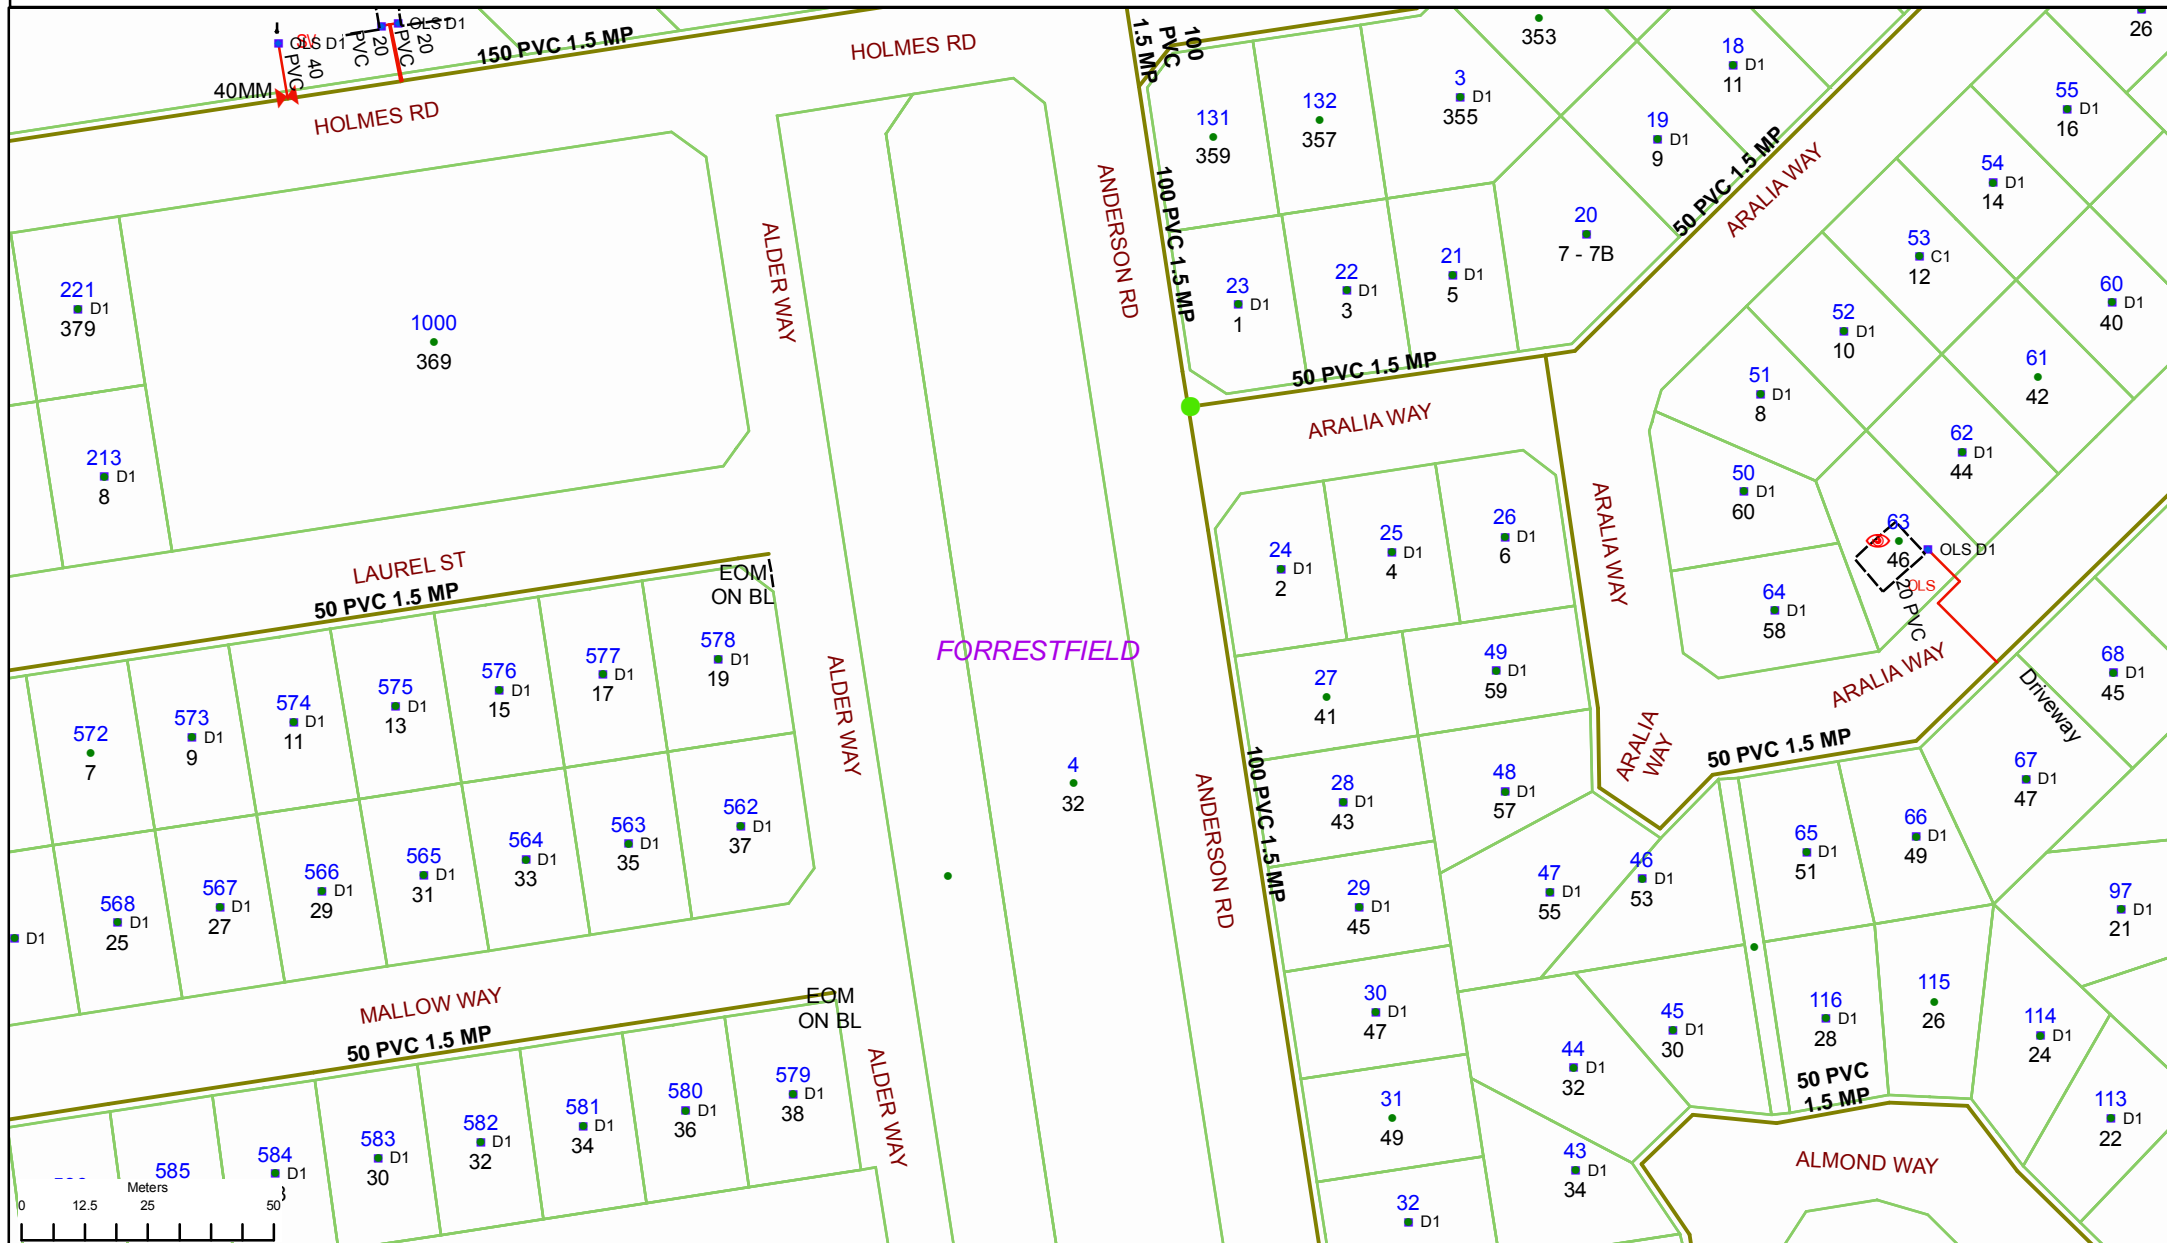 OLS D1
SV
OLS D1
PVC
40
PVC
20
PVC
20
40MM
150 PVC 1.5 MP
HOLMES RD
HOLMES RD
1.5 MP
100
PVC
353
26
18
D1
11
3
D1
355
55
D1
16
131
359
132
357
19
D1
9
50 PVC 1.5 MP
ARALIA WAY
54
D1
14
100 PVC 1.5 MP
ANDERSON RD
ALDER WAY
20
7 - 7B
53
C1
12
221
D1
379
1000
369
23
D1
1
22
D1
3
21
D1
5
60
D1
40
52
D1
10
50 PVC 1.5 MP
61
42
51
D1
8
ARALIA WAY
213
D1
8
62
D1
44
50
D1
60
ARALIA WAY
24
D1
2
25
D1
4
26
D1
6
63
46
OLS D1
OLS
20 PVC
LAUREL ST
50 PVC 1.5 MP
EOM
ON BL
64
D1
58
FORRESTFIELD
578
D1
19
577
D1
17
576
D1
15
575
D1
13
574
D1
11
573
D1
9
572
7
ALDER WAY
27
41
49
D1
59
ARALIA WAY
68
D1
45
Driveway
ARALIA
WAY
50 PVC 1.5 MP
4
32
100 PVC 1.5 MP
ANDERSON RD
28
D1
43
48
D1
57
67
D1
47
562
D1
37
563
D1
35
564
D1
33
565
D1
31
566
D1
29
567
D1
27
568
D1
25
D1
65
D1
51
66
D1
49
46
D1
53
47
D1
55
29
D1
45
97
D1
21
MALLOW WAY
50 PVC 1.5 MP
EOM
ON BL
30
D1
47
45
D1
30
116
D1
28
115
26
114
D1
24
44
D1
32
50 PVC
1.5 MP
ALDER WAY
579
D1
38
580
D1
36
581
D1
34
582
D1
32
583
D1
30
584
D1
585
31
49
113
D1
22
43
D1
34
ALMOND WAY
32
D1
Meters
0
12.5
25
50